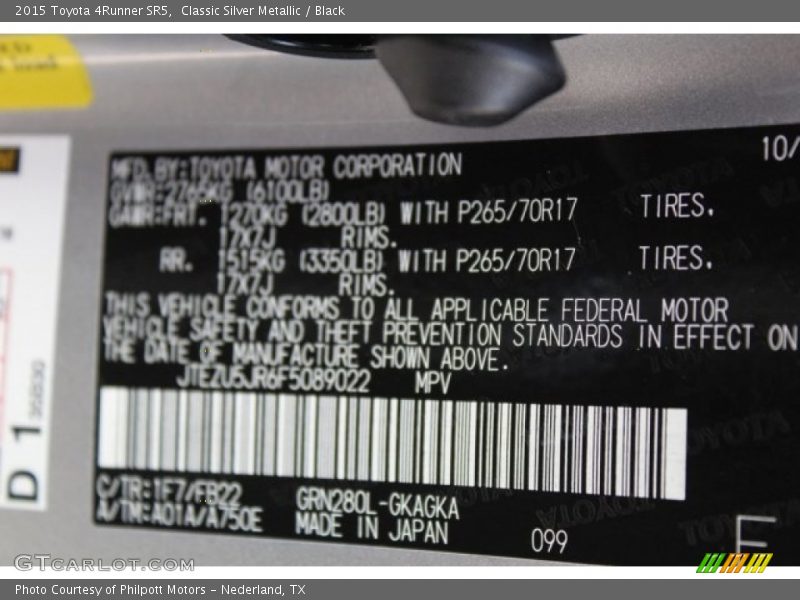 2015 Toyota 4Runner SR5,  Classic Silver Metallic / Black
10/
MFD.BY:TOYOTA MOTOR CORPORATION
GVWR:2765KG (6100LB)
GAWR:FRT. 1270KG (2800LB) WITH P265/70R17 TIRES.
17X7J RIMS.
RR. 1515KG (3350LB) WITH P265/70R17 TIRES.
17X7J RIMS.
THIS VEHICLE CONFORMS TO ALL APPLICABLE FEDERAL MOTOR
VEHICLE SAFETY AND THEFT PREVENTION STANDARDS IN EFFECT ON
THE DATE OF MANUFACTURE SHOWN ABOVE.
JTEZU5JR6F5089022 MPV
C/TR:1F7/FB22 GRN280L-GKAGKA
A/TM:A01A/A750E MADE IN JAPAN
099
E
D 1
GTCarlot.com
Photo Courtesy of Philpott Motors - Nederland, TX